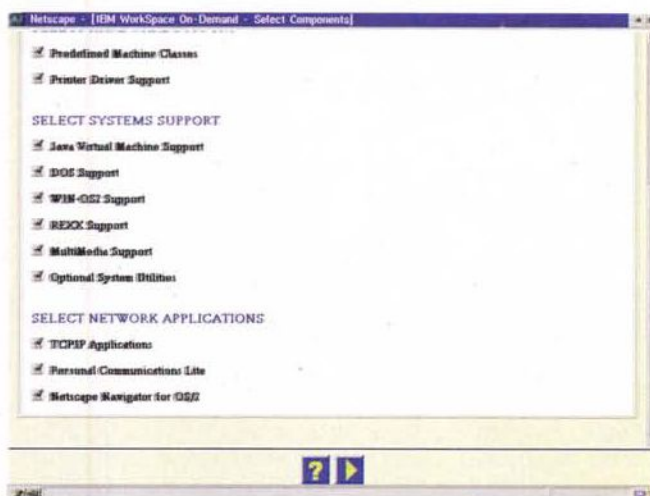 Netscape - [IBM WorkSpace On-Demand - Select Components]
Predefined Machine Classes
Printer Driver Support
SELECT SYSTEMS SUPPORT
Java Virtual Machine Support
DOS Support
WIN-OS2 Support
REXX Support
MultiMedia Support
Optional System Utilities
SELECT NETWORK APPLICATIONS
TCPIP Applications
Personal Communications Lite
Netscape Navigator for OS/2
?